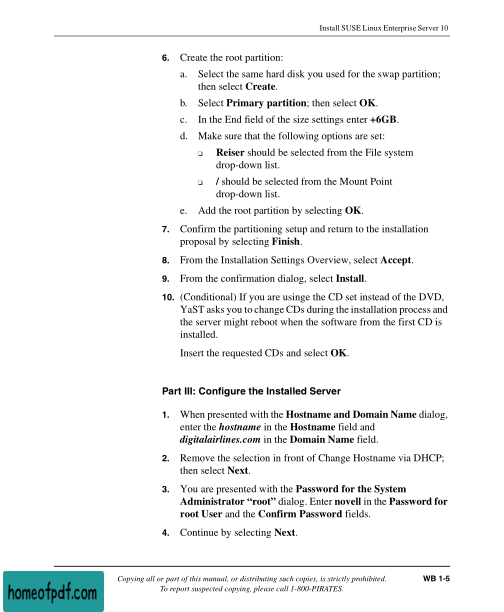 Install SUSE Linux Enterprise Server 10
6. Create the root partition:
a. Select the same hard disk you used for the swap partition;
then select Create.
b. Select Primary partition; then select OK.
c. In the End field of the size settings enter +6GB.
d. Make sure that the following options are set:
❑ Reiser should be selected from the File system
drop-down list.
❑ / should be selected from the Mount Point
drop-down list.
e. Add the root partition by selecting OK.
7. Confirm the partitioning setup and return to the installation
proposal by selecting Finish.
8. From the Installation Settings Overview, select Accept.
9. From the confirmation dialog, select Install.
10. (Conditional) If you are usinge the CD set instead of the DVD,
YaST asks you to change CDs during the installation process and
the server might reboot when the software from the first CD is
installed.
Insert the requested CDs and select OK.
Part III: Configure the Installed Server
1. When presented with the Hostname and Domain Name dialog,
enter the hostname in the Hostname field and
digitalairlines.com in the Domain Name field.
2. Remove the selection in front of Change Hostname via DHCP;
then select Next.
3. You are presented with the Password for the System
Administrator “root” dialog. Enter novell in the Password for
root User and the Confirm Password fields.
4. Continue by selecting Next.
Copying all or part of this manual, or distributing such copies, is strictly prohibited. WB 1-5
To report suspected copying, please call 1-800-PIRATES.
homeofpdf.com